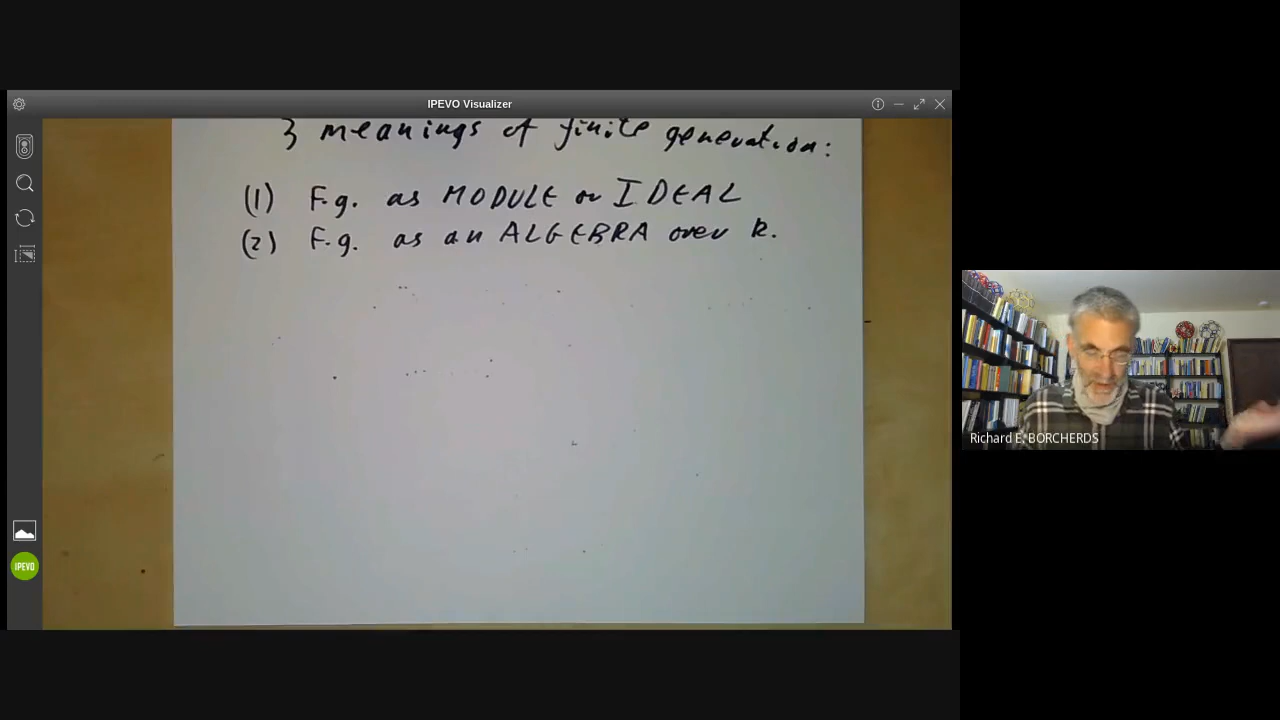 IPEVO Visualizer
3 meanings of finite generation:
(1) F.g. as MODULE or IDEAL
(2) F.g. as an ALGEBRA over k.
IPEVO
Richard E. BORCHERDS